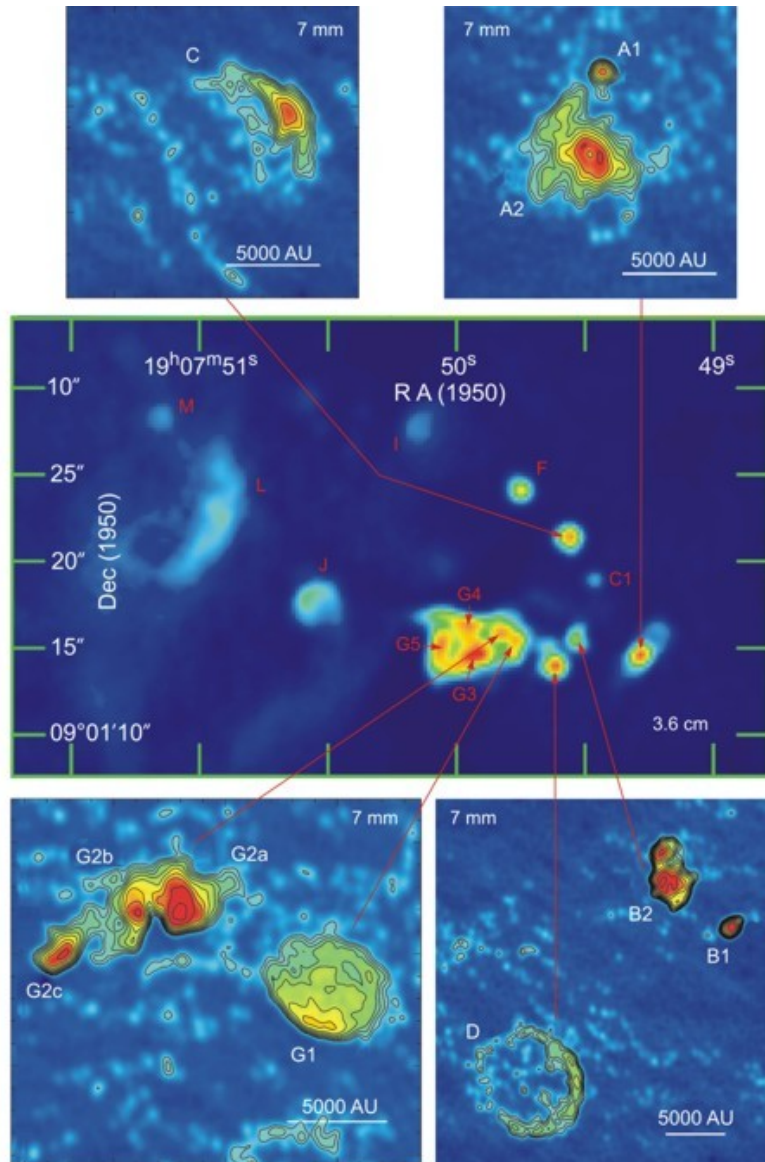 7 mm
C
5000 AU
7 mm
A1
A2
5000 AU
19h07m51s
50s
49s
R A (1950)
10″
25″
20″
15″
09°01′10″
Dec (1950)
M
L
I
F
J
C1
G4
G5
G3
3.6 cm
7 mm
G2b
G2a
G2c
G1
5000 AU
7 mm
B2
B1
D
5000 AU